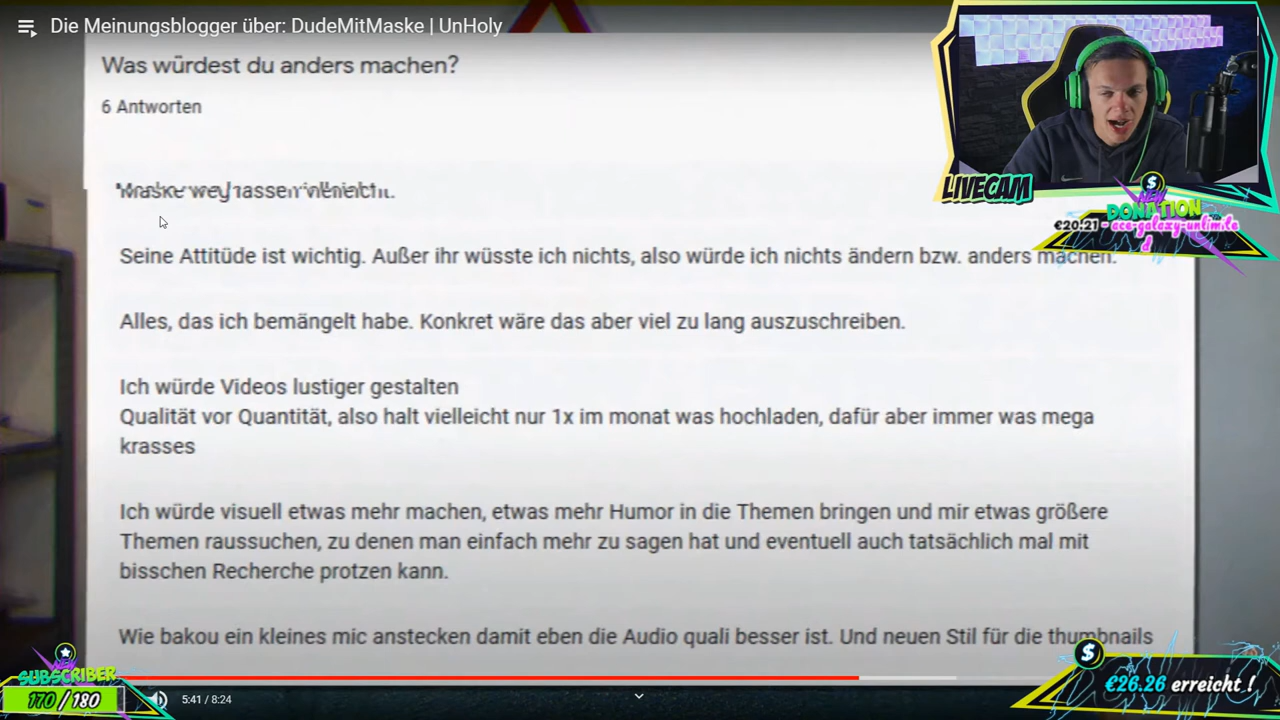 Die Meinungsblogger über: DudeMitMaske | UnHoly
Was würdest du anders machen?
6 Antworten
Seine Attitüde ist wichtig. Außer ihr wüsste ich nichts, also würde ich nichts ändern bzw. anders machen.
Alles, das ich bemängelt habe. Konkret wäre das aber viel zu lang auszuschreiben.
Ich würde Videos lustiger gestalten
Qualität vor Quantität, also halt vielleicht nur 1x im monat was hochladen, dafür aber immer was mega
krasses
Ich würde visuell etwas mehr machen, etwas mehr Humor in die Themen bringen und mir etwas größere
Themen raussuchen, zu denen man einfach mehr zu sagen hat und eventuell auch tatsächlich mal mit
bisschen Recherche protzen kann.
Wie bakou ein kleines mic anstecken damit eben die Audio quali besser ist. Und neuen Stil für die thumbnails
LIVECAM
$
NEW
DONATION
€20.21 - ace-galaxy-unlimite
d
NEW
SUBSCRIBER
170 / 180
5:41 / 8:24
$
€26.26 erreicht !